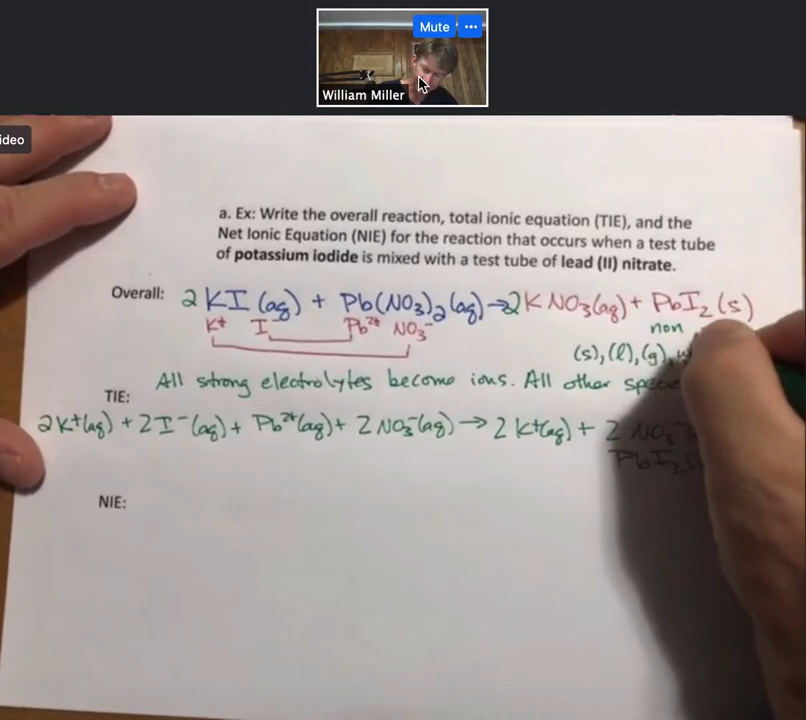 Mute ...
William Miller
ideo
a. Ex: Write the overall reaction, total ionic equation (TIE), and the
Net Ionic Equation (NIE) for the reaction that occurs when a test tube
of potassium iodide is mixed with a test tube of lead (II) nitrate.
Overall: 2 KI (aq) + Pb(NO₃)₂(aq) → 2 KNO₃(aq) + PbI₂(s)
K⁺ I⁻ Pb²⁺ NO₃⁻ non
(s), (l), (g),
All strong electrolytes become ions. All other
TIE:
2K⁺(aq) + 2I⁻(aq) + Pb²⁺(aq) + 2 NO₃⁻(aq) → 2 K⁺(aq) + 2 NO₃⁻
PbI₂(
NIE: